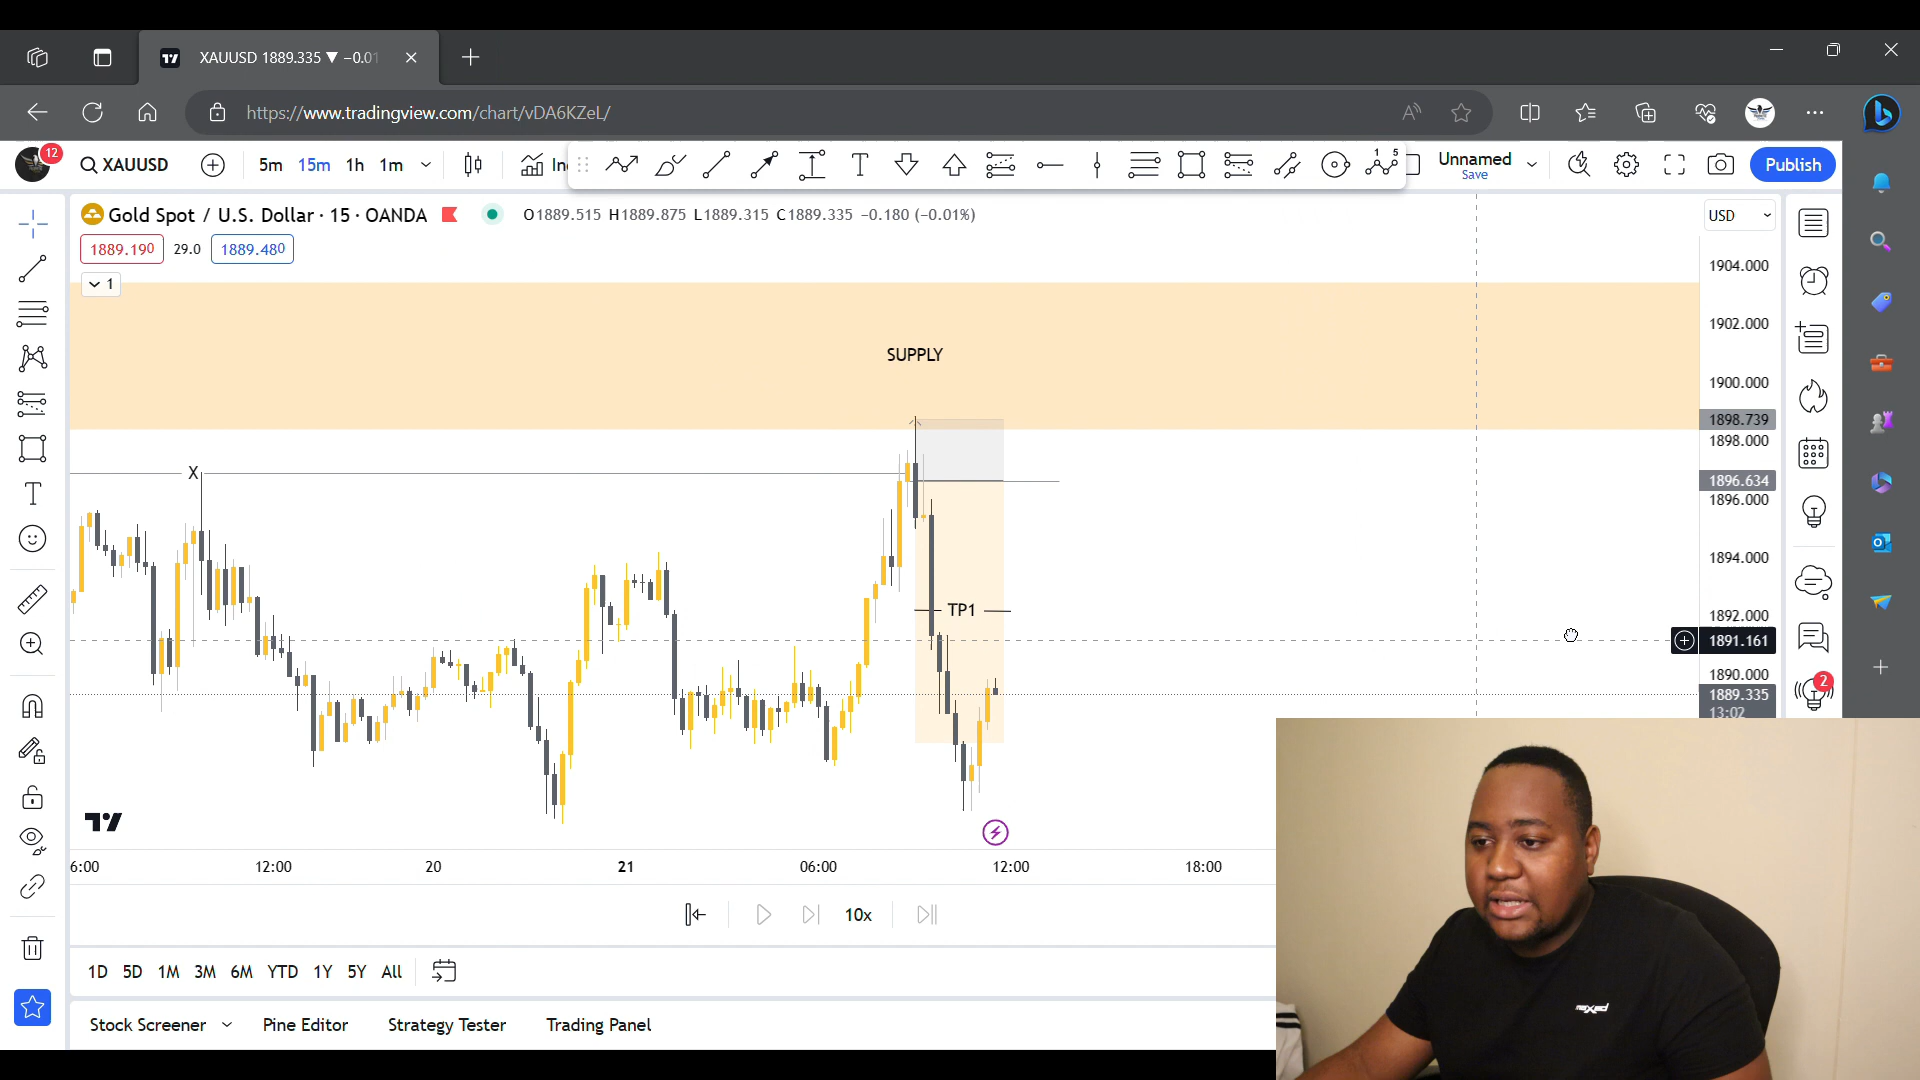 XAUUSD 1889.335 ▼ −0.01
https://www.tradingview.com/chart/vDA6KZeL/
12
XAUUSD
5m 15m 1h 1m
Unnamed
Save
Publish
Gold Spot / U.S. Dollar · 15 · OANDA
O1889.515 H1889.875 L1889.315 C1889.335 −0.180 (−0.01%)
USD
1889.190 29.0 1889.480
1
1904.000
1902.000
SUPPLY
1900.000
1898.739
1898.000
X
1896.634
1896.000
1894.000
TP1
1892.000
1891.161
1890.000
1889.335
13:02
2
6:00 12:00 20 21 06:00 12:00 18:00
10x
1D 5D 1M 3M 6M YTD 1Y 5Y All
Stock Screener Pine Editor Strategy Tester Trading Panel